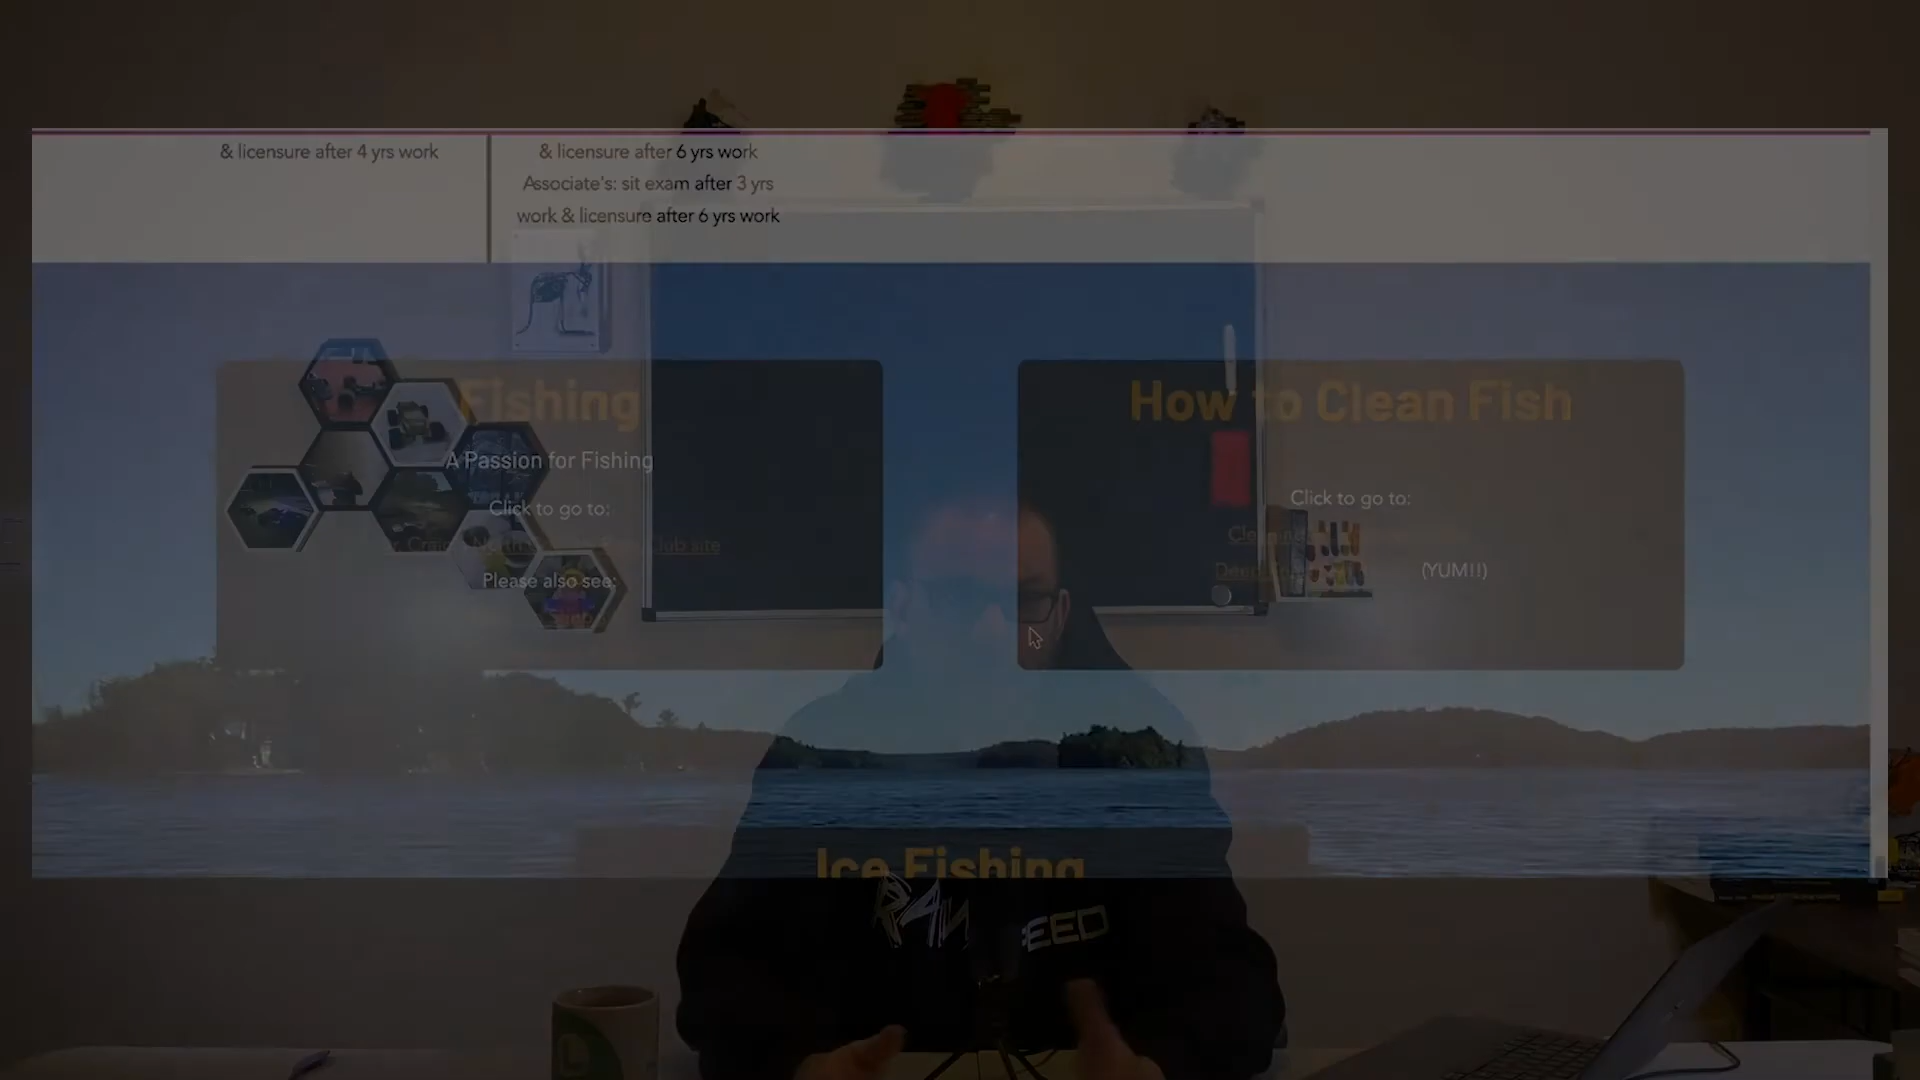 & licensure after 4 yrs work
& licensure after 6 yrs work
Associate's: sit exam after 3 yrs
work & licensure after 6 yrs work
Fishing
A Passion for Fishing
Click to go to:
Club site
Please also see:
How to Clean Fish
Click to go to:
(YUM!!)
Ice Fishing